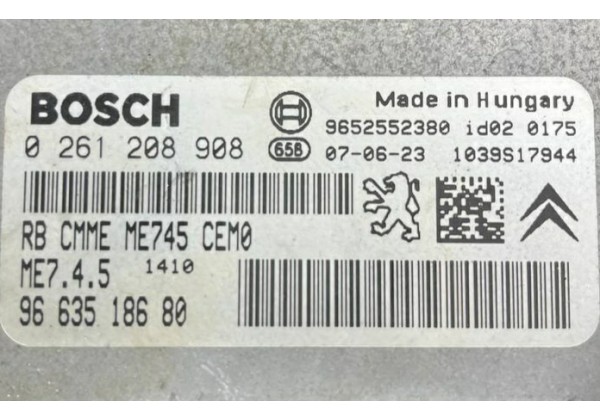 BOSCH
Made in Hungary
9652552380 id02 0175
0 261 208 908
658 07-06-23 1039S17944
RB CMME ME745 CEM0
ME7.4.5 1410
96 635 186 80